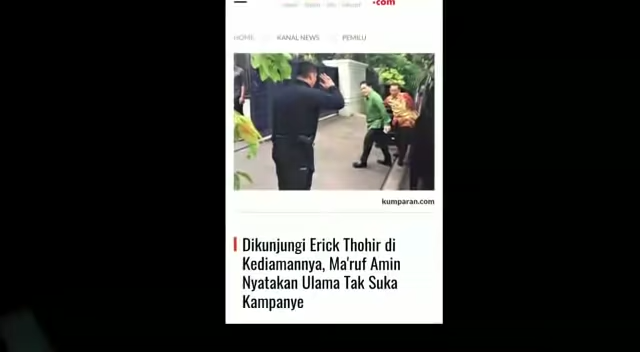 .com
HOME KANAL NEWS PEMILU
kumparan.com
Dikunjungi Erick Thohir di
Kediamannya, Ma'ruf Amin
Nyatakan Ulama Tak Suka
Kampanye